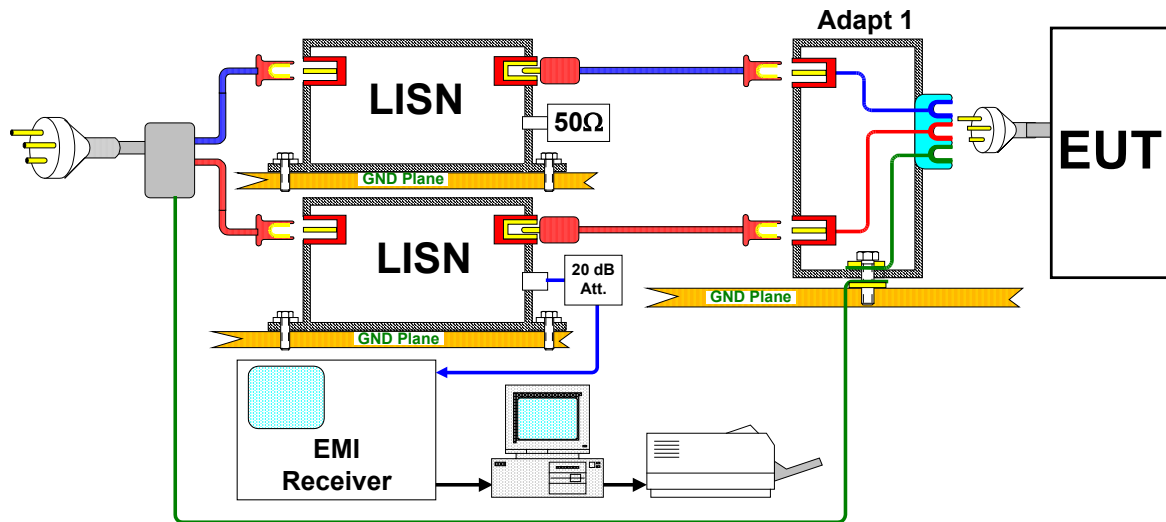 Adapt 1
LISN
50Ω
EUT
GND Plane
LISN
20 dB
Att.
GND Plane
GND Plane
EMI
Receiver